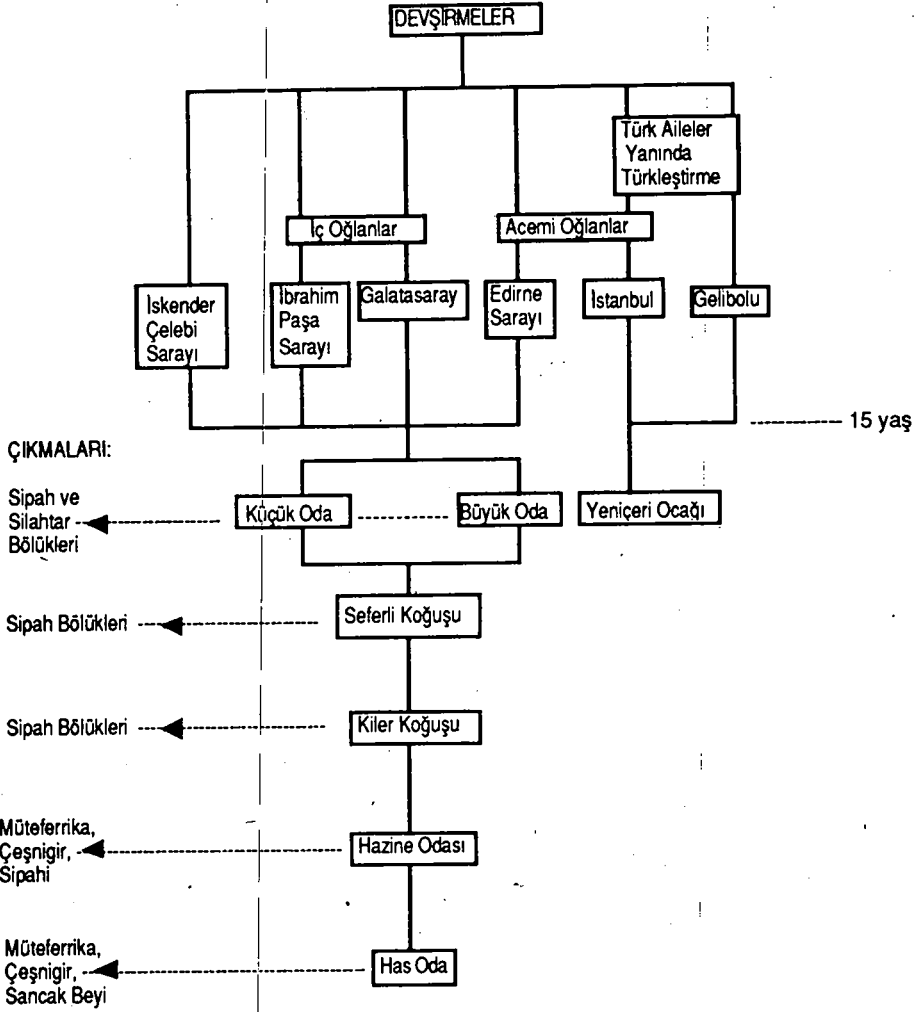 DEVŞİRMELER
Türk Aileler
Yanında
Türkleştirme
İç Oğlanlar
Acemi Oğlanlar
İskender
Çelebi
Sarayı
İbrahim
Paşa
Sarayı
Galatasaray
Edirne
Sarayı
İstanbul
Gelibolu
15 yaş
ÇIKMALARI:
Sipah ve
Silahtar
Bölükleri
Küçük Oda
Büyük Oda
Yeniçeri Ocağı
Sipah Bölükleri
Seferli Koğuşu
Sipah Bölükleri
Kiler Koğuşu
Müteferrika,
Çeşnigir,
Sipahi
Hazine Odası
Müteferrika,
Çeşnigir,
Sancak Beyi
Has Oda